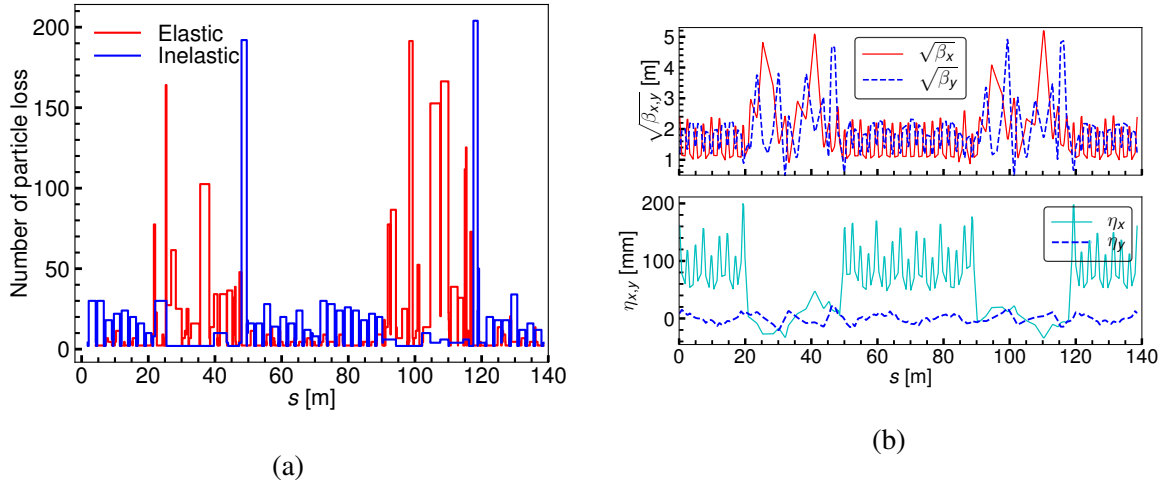 Number of particle loss
200
150
100
50
0
Elastic
Inelastic
0 20 40 60 80 100 120 140
s [m]
(a)
√βx,y [m]
5
4
3
2
1
√βx
√βy
ηx,y [mm]
200
100
0
ηx
ηy
0 20 40 60 80 100 120 140
s [m]
(b)